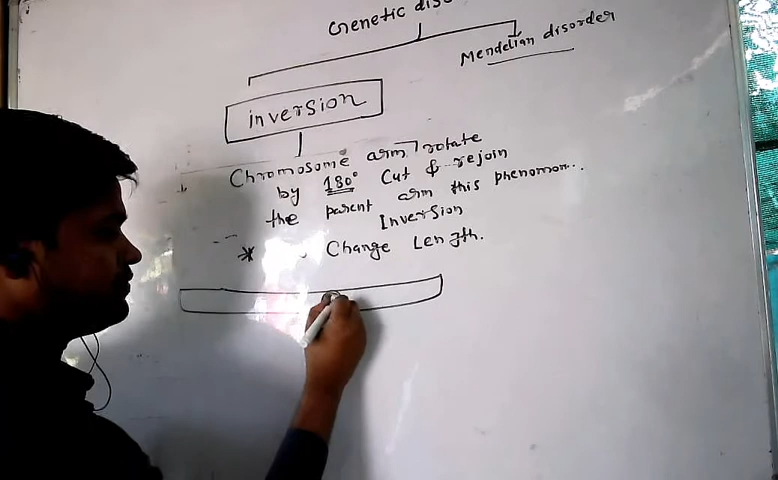 Genetic
Mendelian disorder
inversion
Chromosome arm rotate
by 180° Cut & rejoin
the parent arm this phenomon..
Inversion
* Change Length.